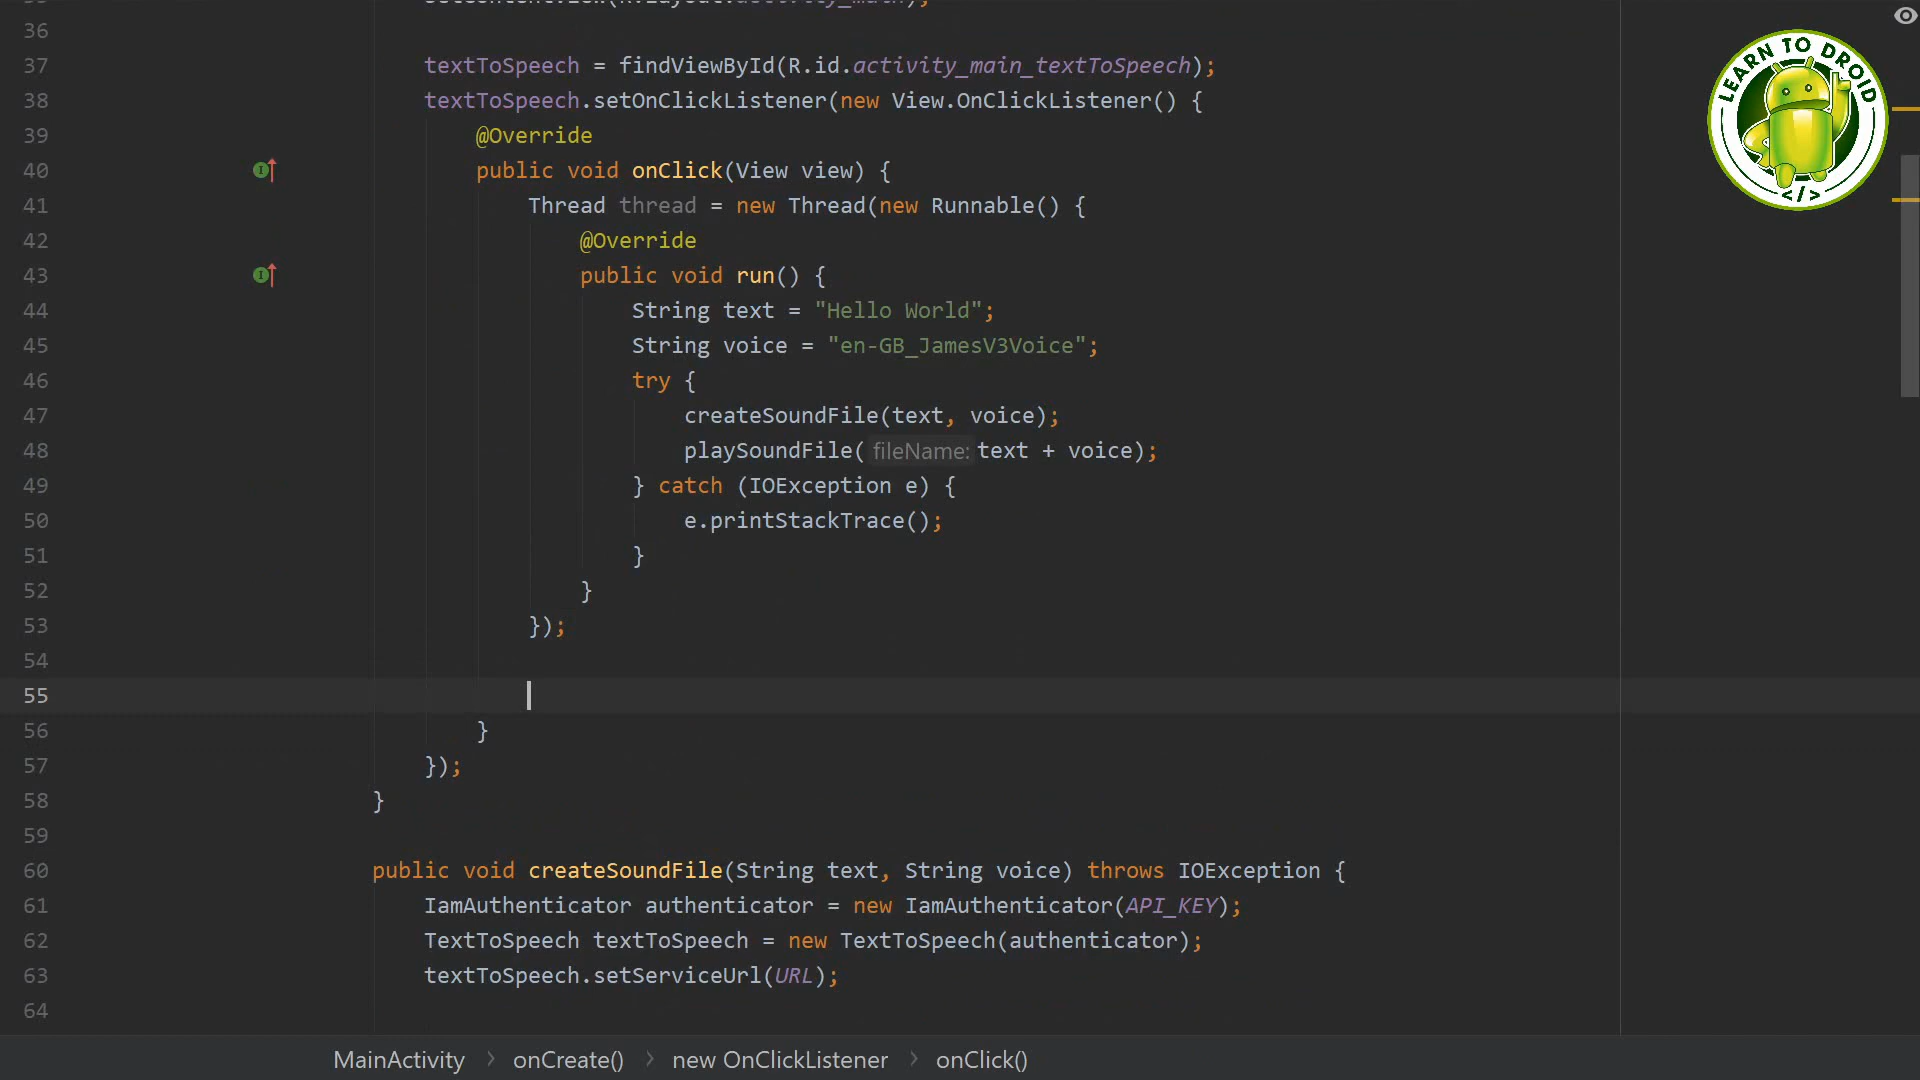 36
37 textToSpeech = findViewById(R.id.activity_main_textToSpeech);
38 textToSpeech.setOnClickListener(new View.OnClickListener() {
39 @Override
40 public void onClick(View view) {
41 Thread thread = new Thread(new Runnable() {
42 @Override
43 public void run() {
44 String text = "Hello World";
45 String voice = "en-GB_JamesV3Voice";
46 try {
47 createSoundFile(text, voice);
48 playSoundFile( fileName: text + voice);
49 } catch (IOException e) {
50 e.printStackTrace();
51 }
52 }
53 });
54
55
56 }
57 });
58 }
59
60 public void createSoundFile(String text, String voice) throws IOException {
61 IamAuthenticator authenticator = new IamAuthenticator(API_KEY);
62 TextToSpeech textToSpeech = new TextToSpeech(authenticator);
63 textToSpeech.setServiceUrl(URL);
64
MainActivity > onCreate() > new OnClickListener > onClick()
LEARN TO DROID
</>